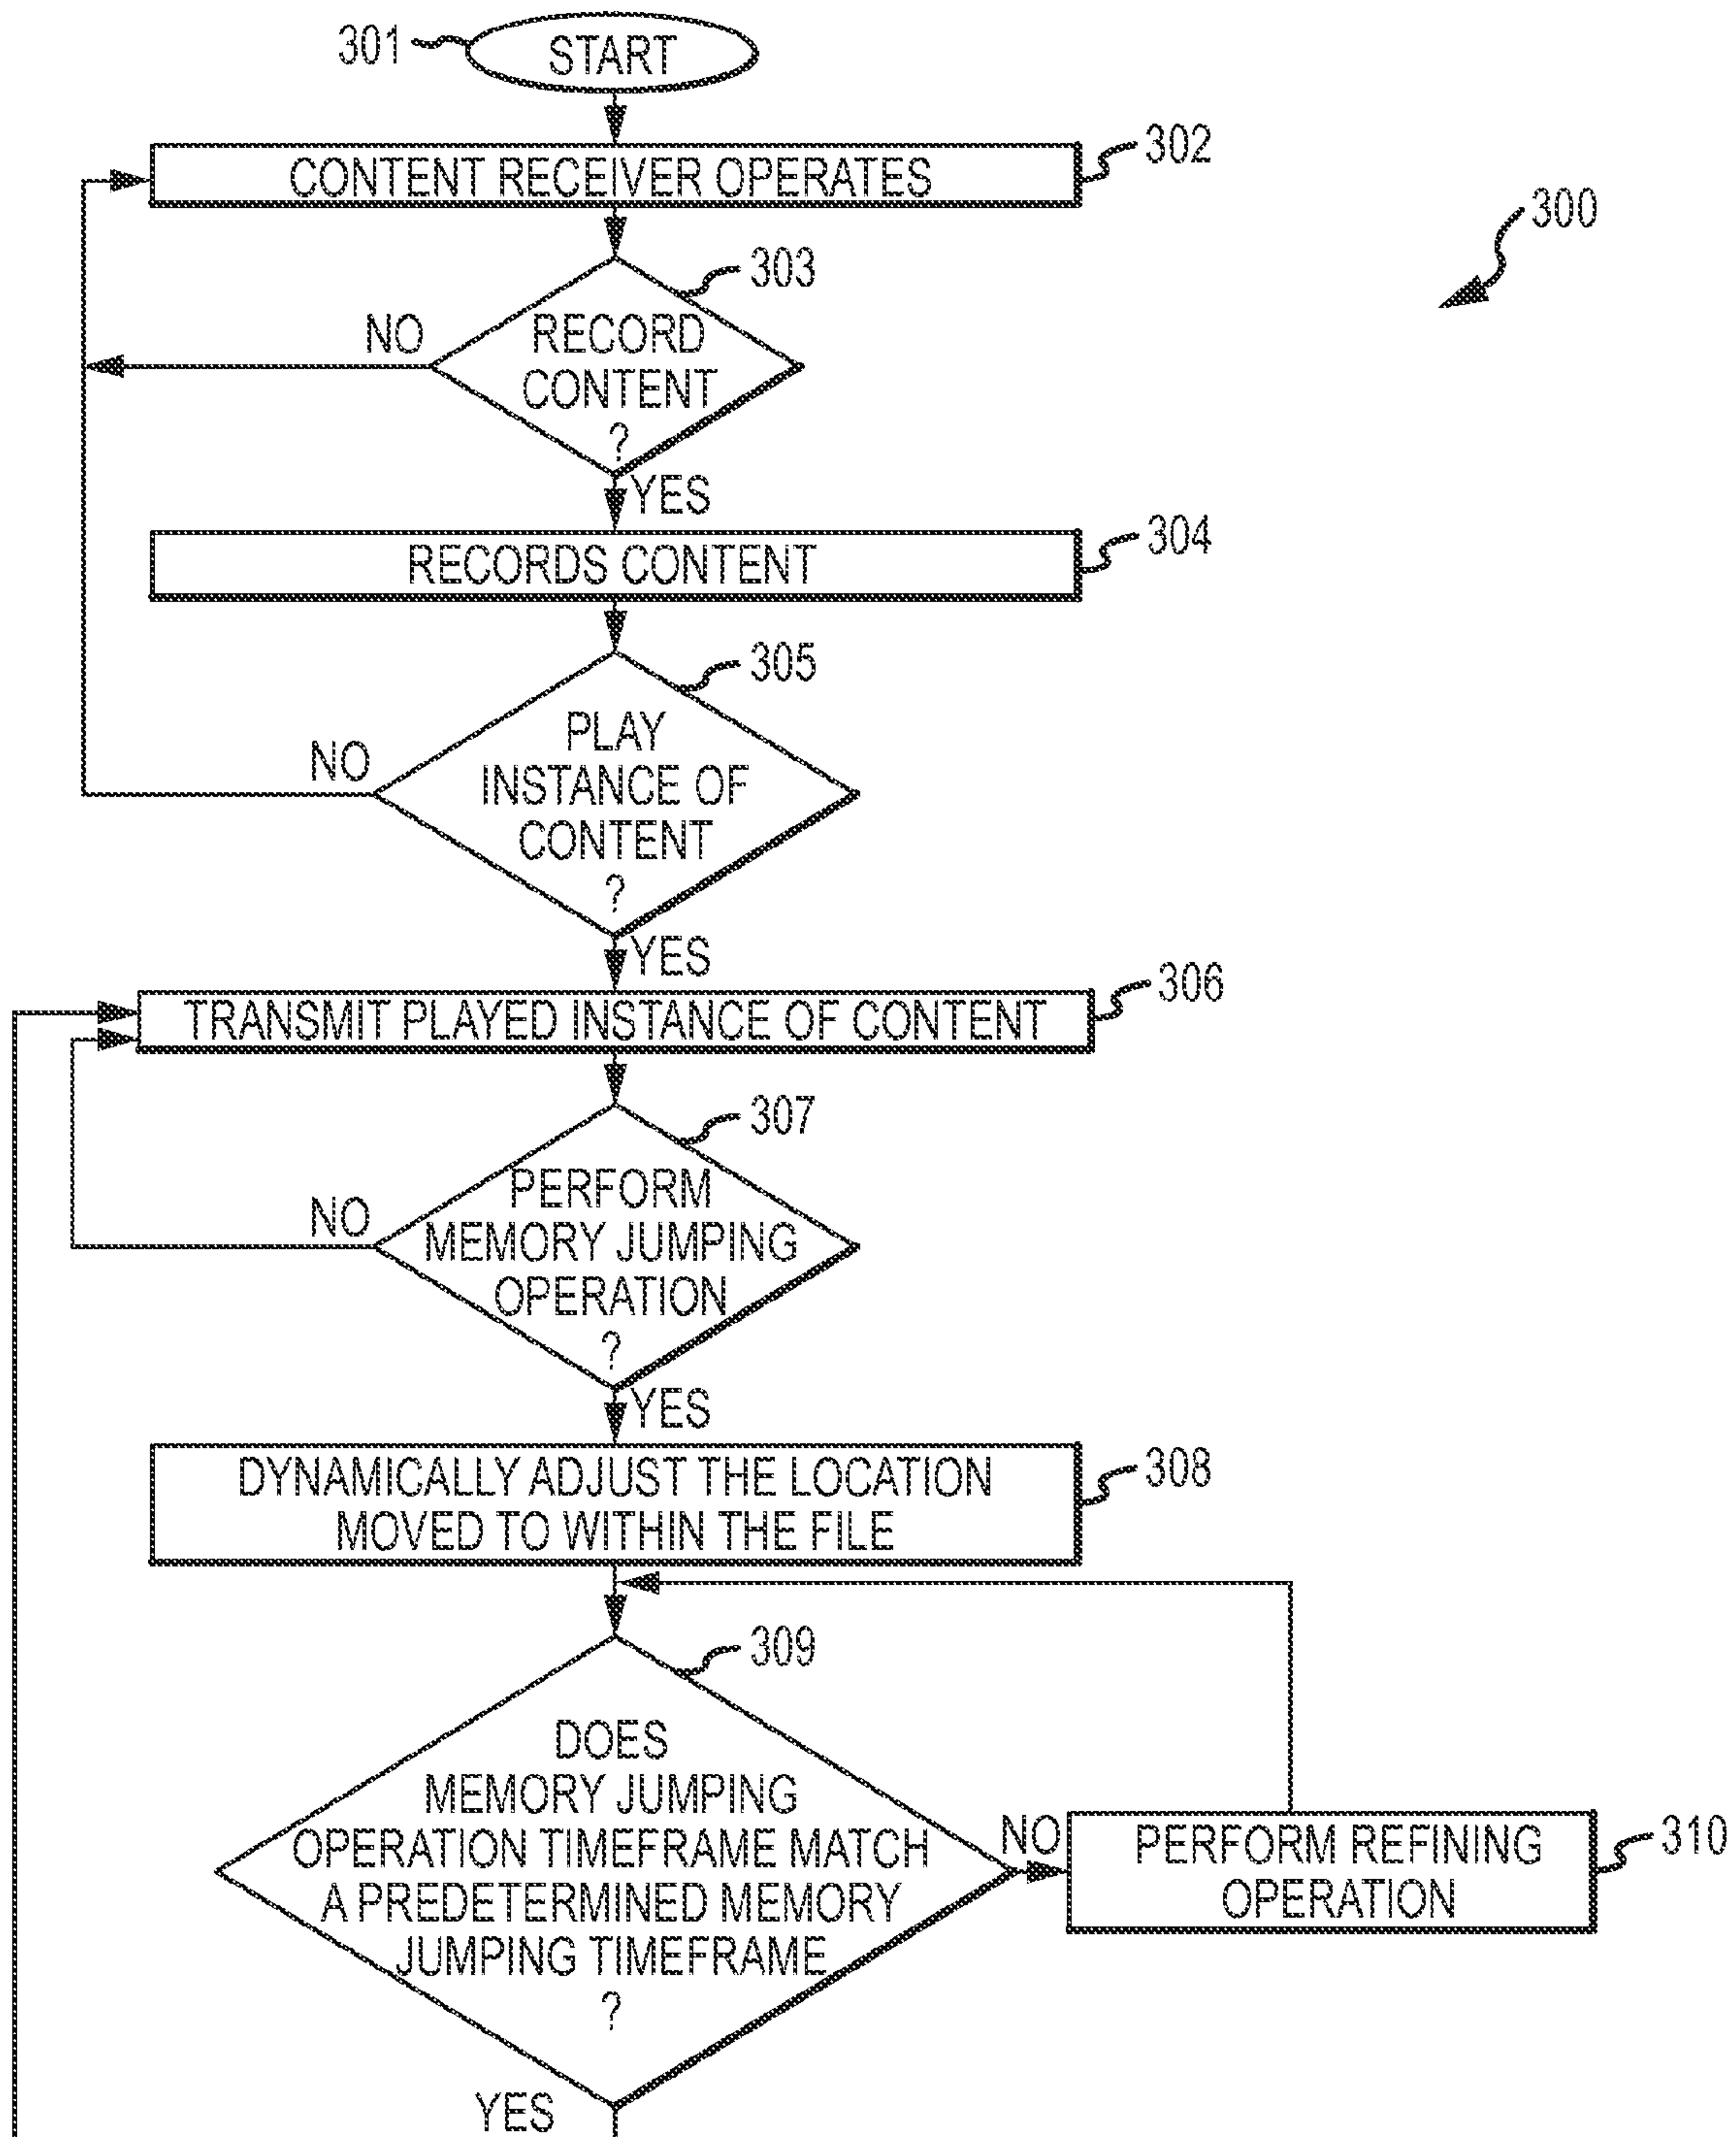 301
START
302
CONTENT RECEIVER OPERATES
300
303
NO
RECORD
CONTENT
?
YES
304
RECORDS CONTENT
305
NO
PLAY
INSTANCE OF
CONTENT
?
YES
306
TRANSMIT PLAYED INSTANCE OF CONTENT
307
NO
PERFORM
MEMORY JUMPING
OPERATION
?
YES
308
DYNAMICALLY ADJUST THE LOCATION
MOVED TO WITHIN THE FILE
309
DOES
MEMORY JUMPING
OPERATION TIMEFRAME MATCH
A PREDETERMINED MEMORY
JUMPING TIMEFRAME
?
NO
PERFORM REFINING
OPERATION
310
YES